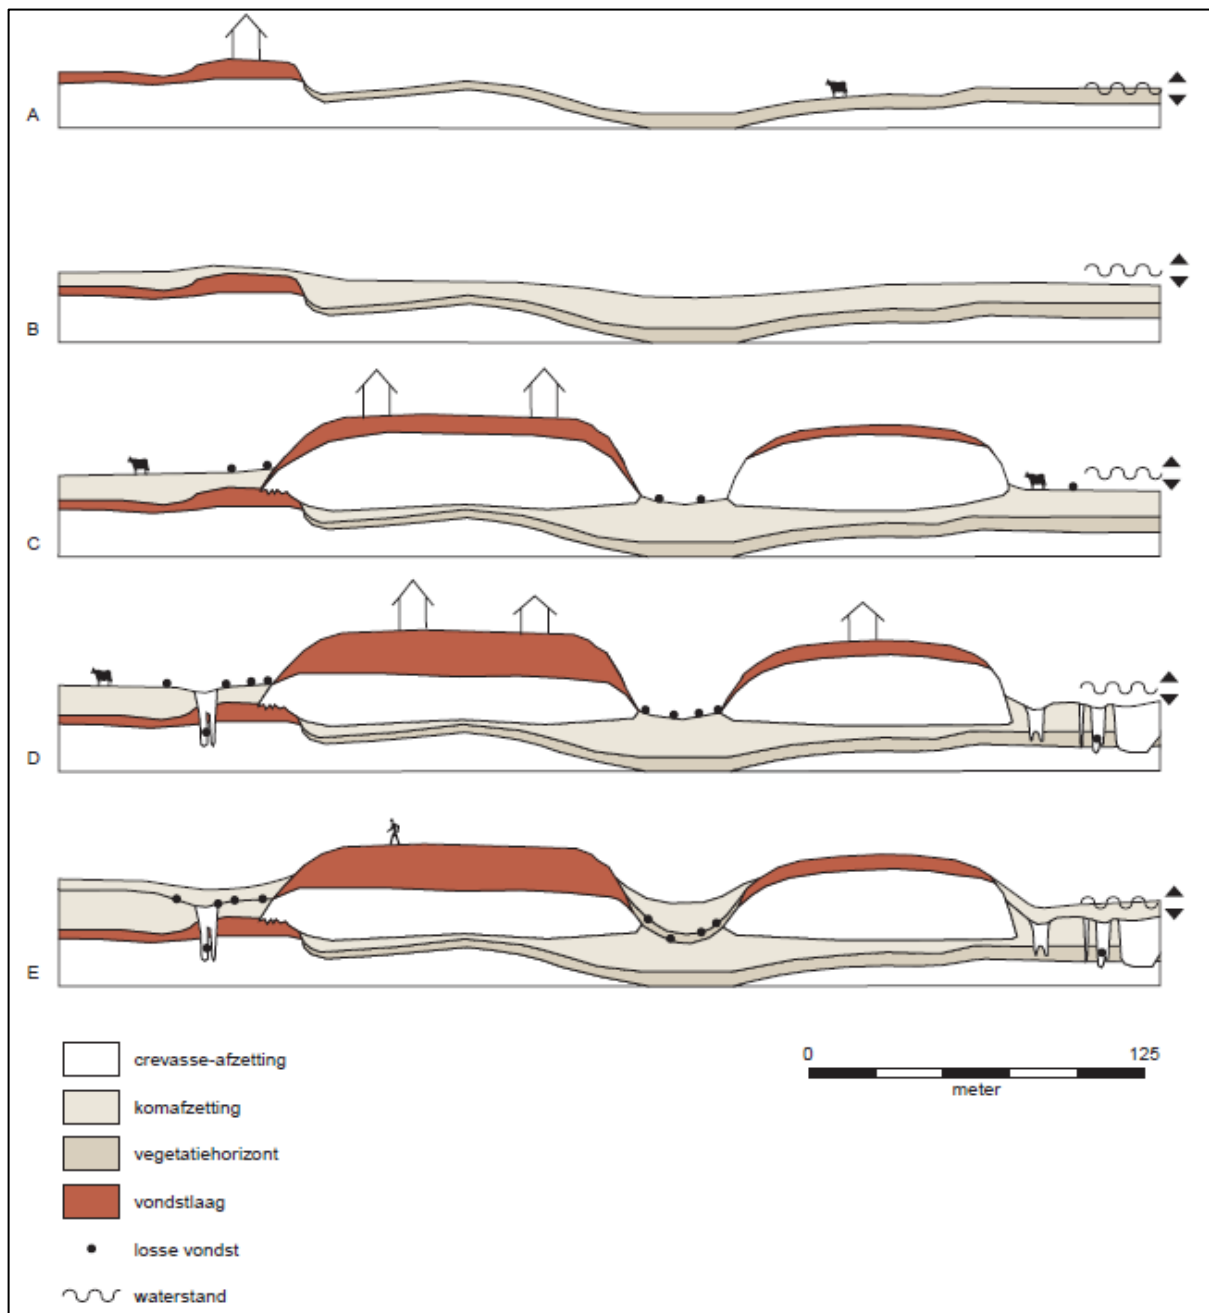 A
B
C
D
E
crevasse-afzetting
komafzetting
vegetatiehorizont
vondstlaag
losse vondst
waterstand
0 125
meter